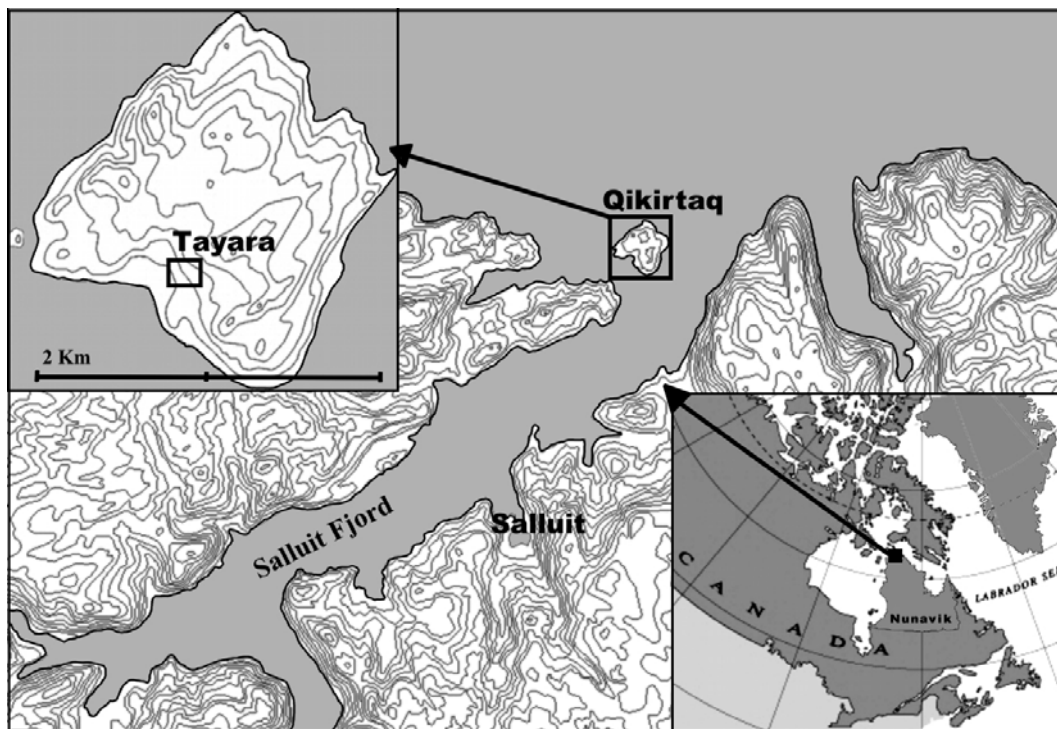 Qikirtaq
Tayara
2 Km
Salluit Fjord
Salluit
CANADA
Nunavik
LABRADOR SE